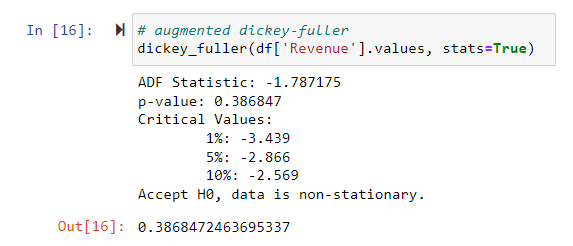 In [16]:
# augmented dickey-fuller
dickey_fuller(df['Revenue'].values, stats=True)
ADF Statistic: -1.787175
p-value: 0.386847
Critical Values:
1%: -3.439
5%: -2.866
10%: -2.569
Accept H0, data is non-stationary.
Out[16]: 0.3868472463695337